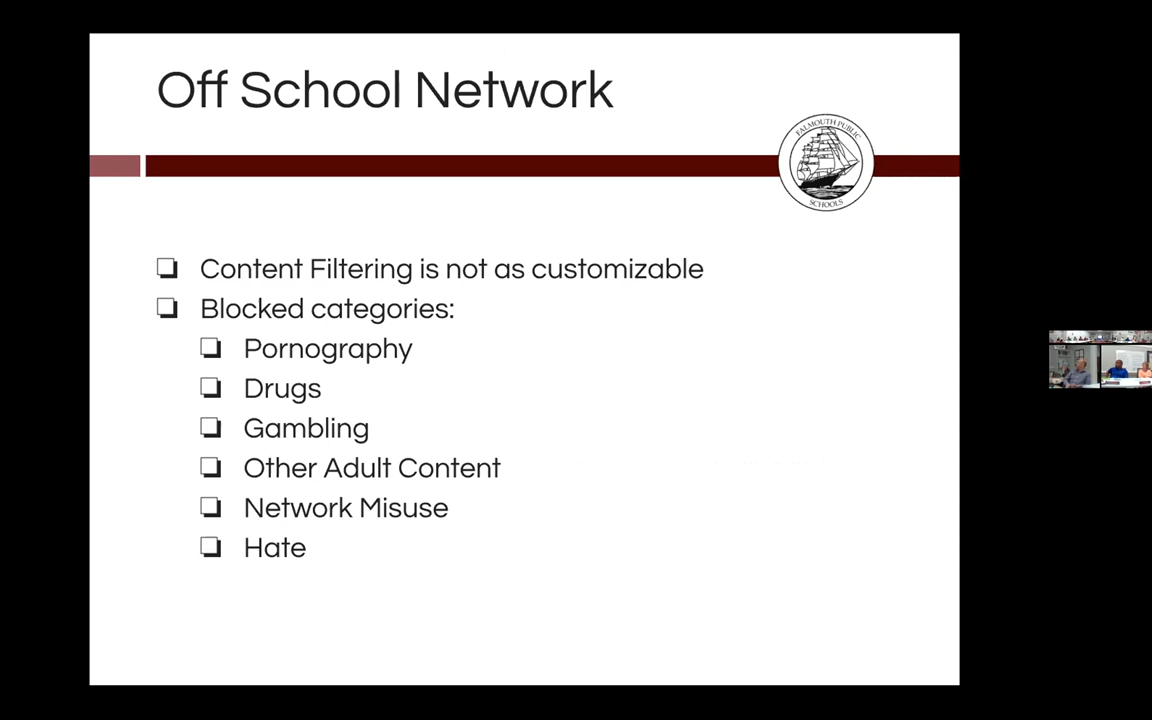 Off School Network
FALMOUTH PUBLIC
SCHOOLS
❏ Content Filtering is not as customizable
❏ Blocked categories:
❏ Pornography
❏ Drugs
❏ Gambling
❏ Other Adult Content
❏ Network Misuse
❏ Hate